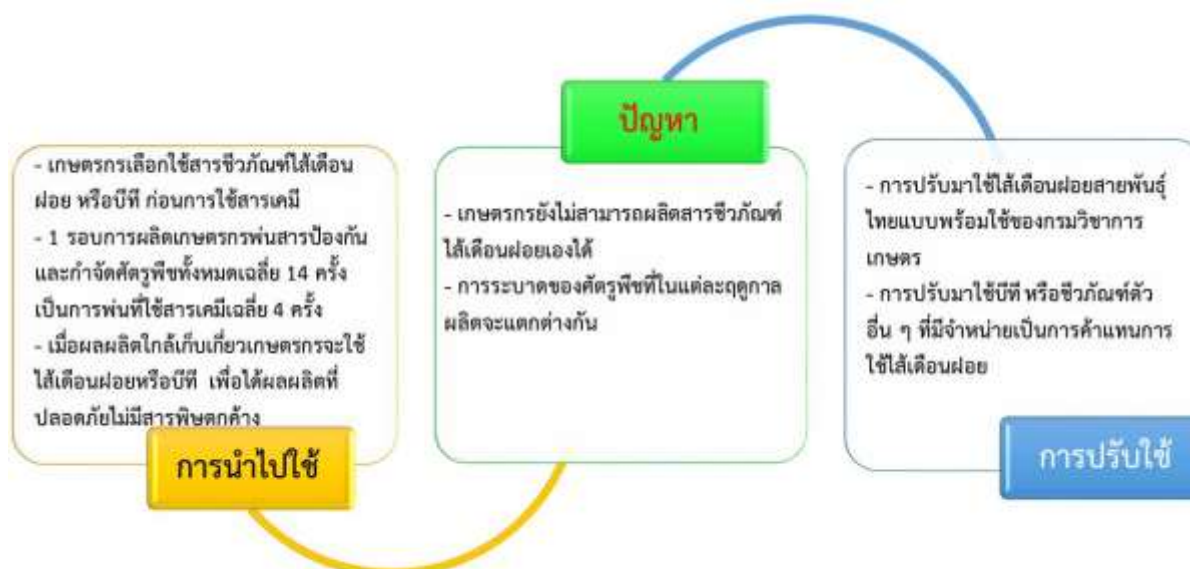 - เกษตรกรเลือกใช้สารชีวภัณฑ์ไส้เดือน
ฝอย หรือบีที ก่อนการใช้สารเคมี
- 1 รอบการผลิตเกษตรกรพ่นสารป้องกัน
และกำจัดศัตรูพืชทั้งหมดเฉลี่ย 14 ครั้ง
เป็นการพ่นที่ใช้สารเคมีเฉลี่ย 4 ครั้ง
- เมื่อผลผลิตใกล้เก็บเกี่ยวเกษตรกรจะใช้
ไส้เดือนฝอยหรือบีที เพื่อได้ผลผลิตที่
ปลอดภัยไม่มีสารพิษตกค้าง
การนำไปใช้
ปัญหา
- เกษตรกรยังไม่สามารถผลิตสารชีวภัณฑ์
ไส้เดือนฝอยเองได้
- การระบาดของศัตรูพืชที่ในแต่ละฤดูกาล
ผลิตจะแตกต่างกัน
- การปรับมาใช้ไส้เดือนฝอยสายพันธุ์
ไทยแบบพร้อมใช้ของกรมวิชาการ
เกษตร
- การปรับมาใช้บีที หรือชีวภัณฑ์ตัว
อื่น ๆ ที่มีจำหน่ายเป็นการค้าแทนการ
ใช้ไส้เดือนฝอย
การปรับใช้